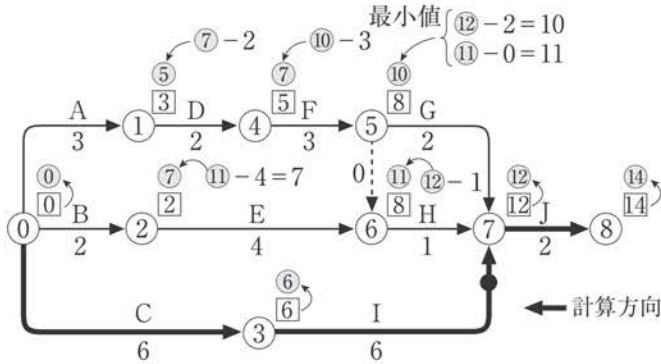 最小値 ⑫－2＝10
⑦－2 ⑩－3 ⑪－0＝11
⑤ ⑦ ⑩
A 3 D 5 F 8 G
3 ① 2 ④ 3 ⑤ 2
⓪ ⑦ ⑪－4＝7 0 ⑪ ⑫－1 ⑫ ⑭
0 B 2 E 8 H 12 J 14
⓪ 2 ② 4 ⑥ 1 ⑦ 2 ⑧
⑥
C 6 I 計算方向
6 ③ 6